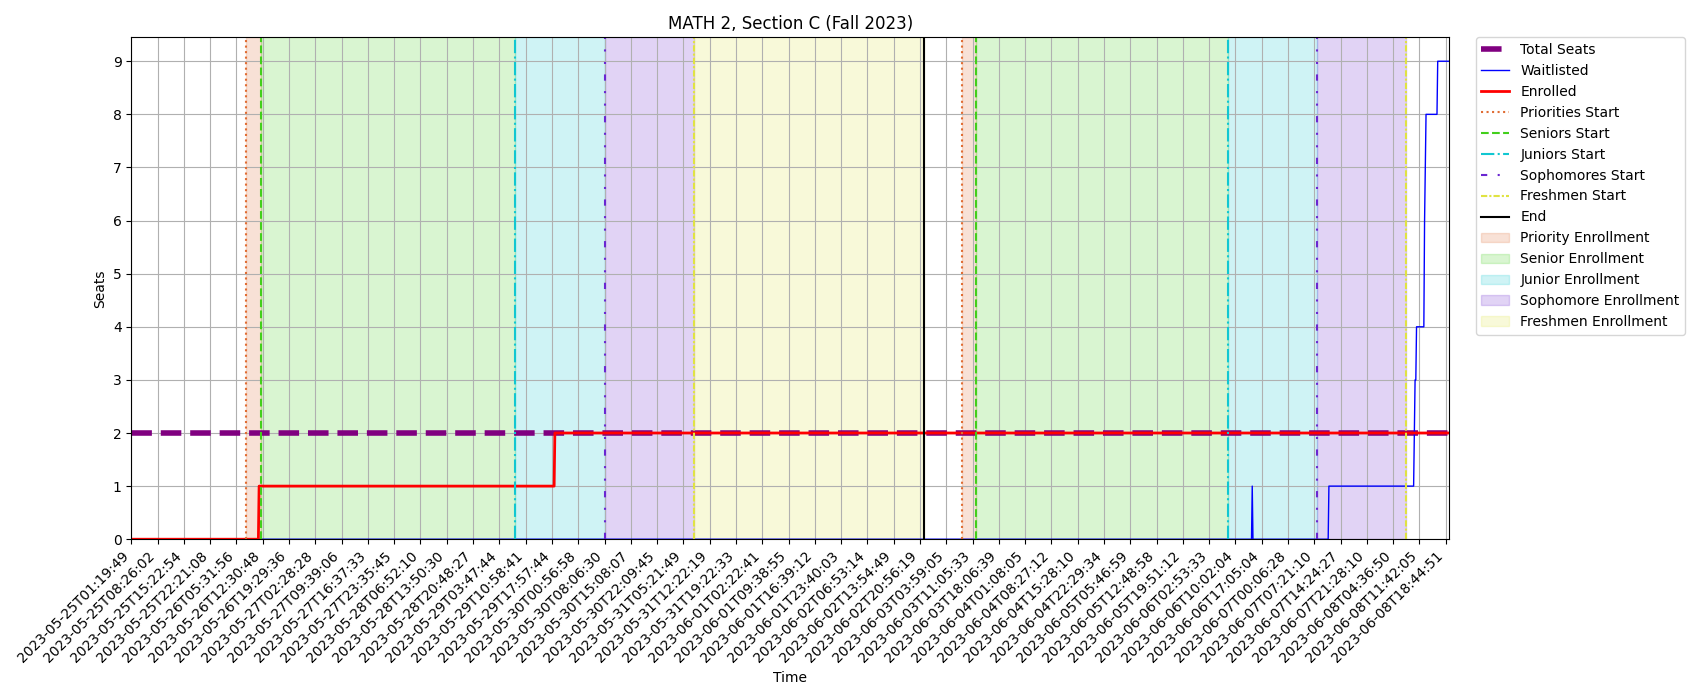 MATH 2, Section C (Fall 2023)
Seats
9
8
7
6
5
4
3
2
1
0
2023-05-25T01:19:49
2023-05-25T08:26:02
2023-05-25T15:22:54
2023-05-25T22:21:08
2023-05-26T05:31:56
2023-05-26T12:30:48
2023-05-26T19:29:36
2023-05-27T02:28:28
2023-05-27T09:39:06
2023-05-27T16:37:33
2023-05-27T23:35:45
2023-05-28T06:52:10
2023-05-28T13:50:30
2023-05-28T20:48:27
2023-05-29T03:47:44
2023-05-29T10:58:41
2023-05-29T17:57:44
2023-05-30T00:56:58
2023-05-30T08:06:30
2023-05-30T15:08:07
2023-05-30T22:09:45
2023-05-31T05:21:49
2023-05-31T12:22:19
2023-05-31T19:22:33
2023-06-01T02:22:41
2023-06-01T09:38:55
2023-06-01T16:39:12
2023-06-01T23:40:03
2023-06-02T06:53:14
2023-06-02T13:54:49
2023-06-02T20:56:19
2023-06-03T03:59:05
2023-06-03T11:05:33
2023-06-03T18:06:39
2023-06-04T01:08:05
2023-06-04T08:27:12
2023-06-04T15:28:10
2023-06-04T22:29:34
2023-06-05T05:46:59
2023-06-05T12:48:58
2023-06-05T19:51:12
2023-06-06T02:53:33
2023-06-06T10:02:04
2023-06-06T17:05:04
2023-06-07T00:06:28
2023-06-07T07:21:10
2023-06-07T14:24:27
2023-06-07T21:28:10
2023-06-08T04:36:50
2023-06-08T11:42:05
2023-06-08T18:44:51
Time
Total Seats
Waitlisted
Enrolled
Priorities Start
Seniors Start
Juniors Start
Sophomores Start
Freshmen Start
End
Priority Enrollment
Senior Enrollment
Junior Enrollment
Sophomore Enrollment
Freshmen Enrollment